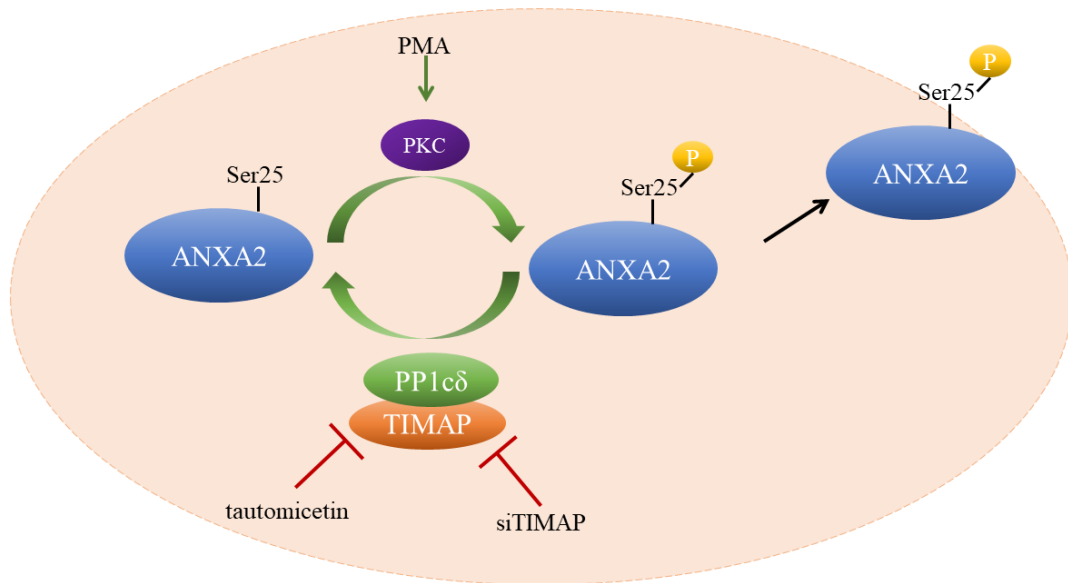 PMA
PKC
Ser25
ANXA2
Ser25
P
ANXA2
Ser25
P
ANXA2
PP1cδ
TIMAP
tautomicetin
siTIMAP